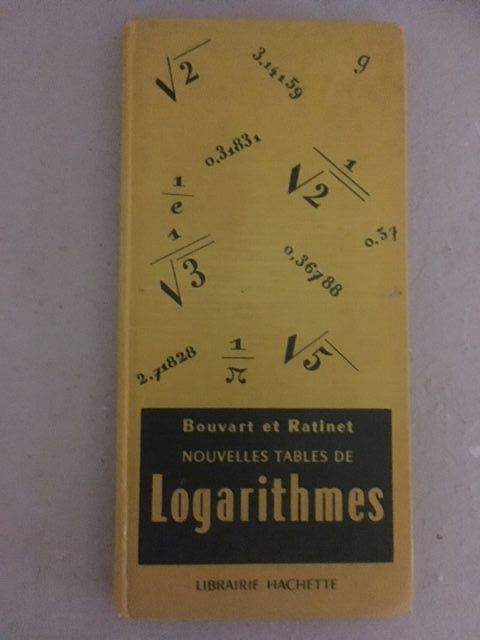 √2
3,14159
g
0,31831
1/√2
1/e
0,57
1/√3
0,36788
2,71828
1/π
√5
Bouvart et Ratinet
NOUVELLES TABLES DE
Logarithmes
LIBRAIRIE HACHETTE